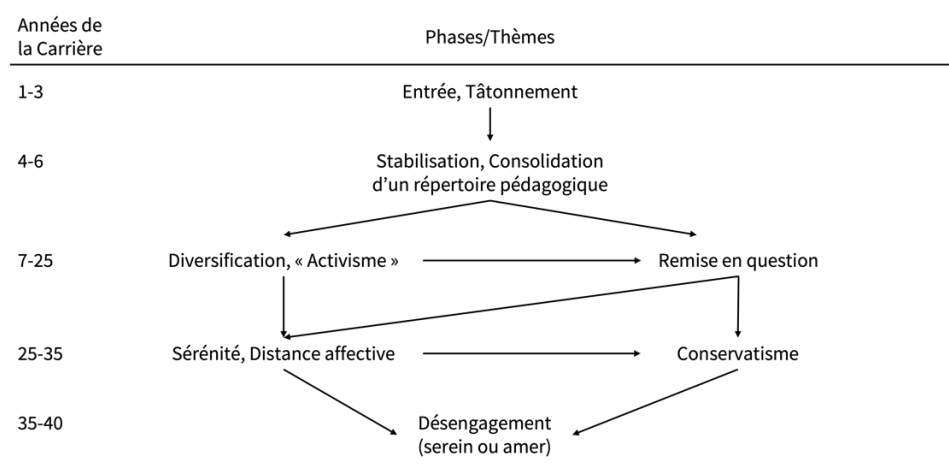 Années de
la Carrière
Phases/Thèmes
1-3
Entrée, Tâtonnement
4-6
Stabilisation, Consolidation
d’un répertoire pédagogique
7-25
Diversification, « Activisme »
Remise en question
25-35
Sérénité, Distance affective
Conservatisme
35-40
Désengagement
(serein ou amer)